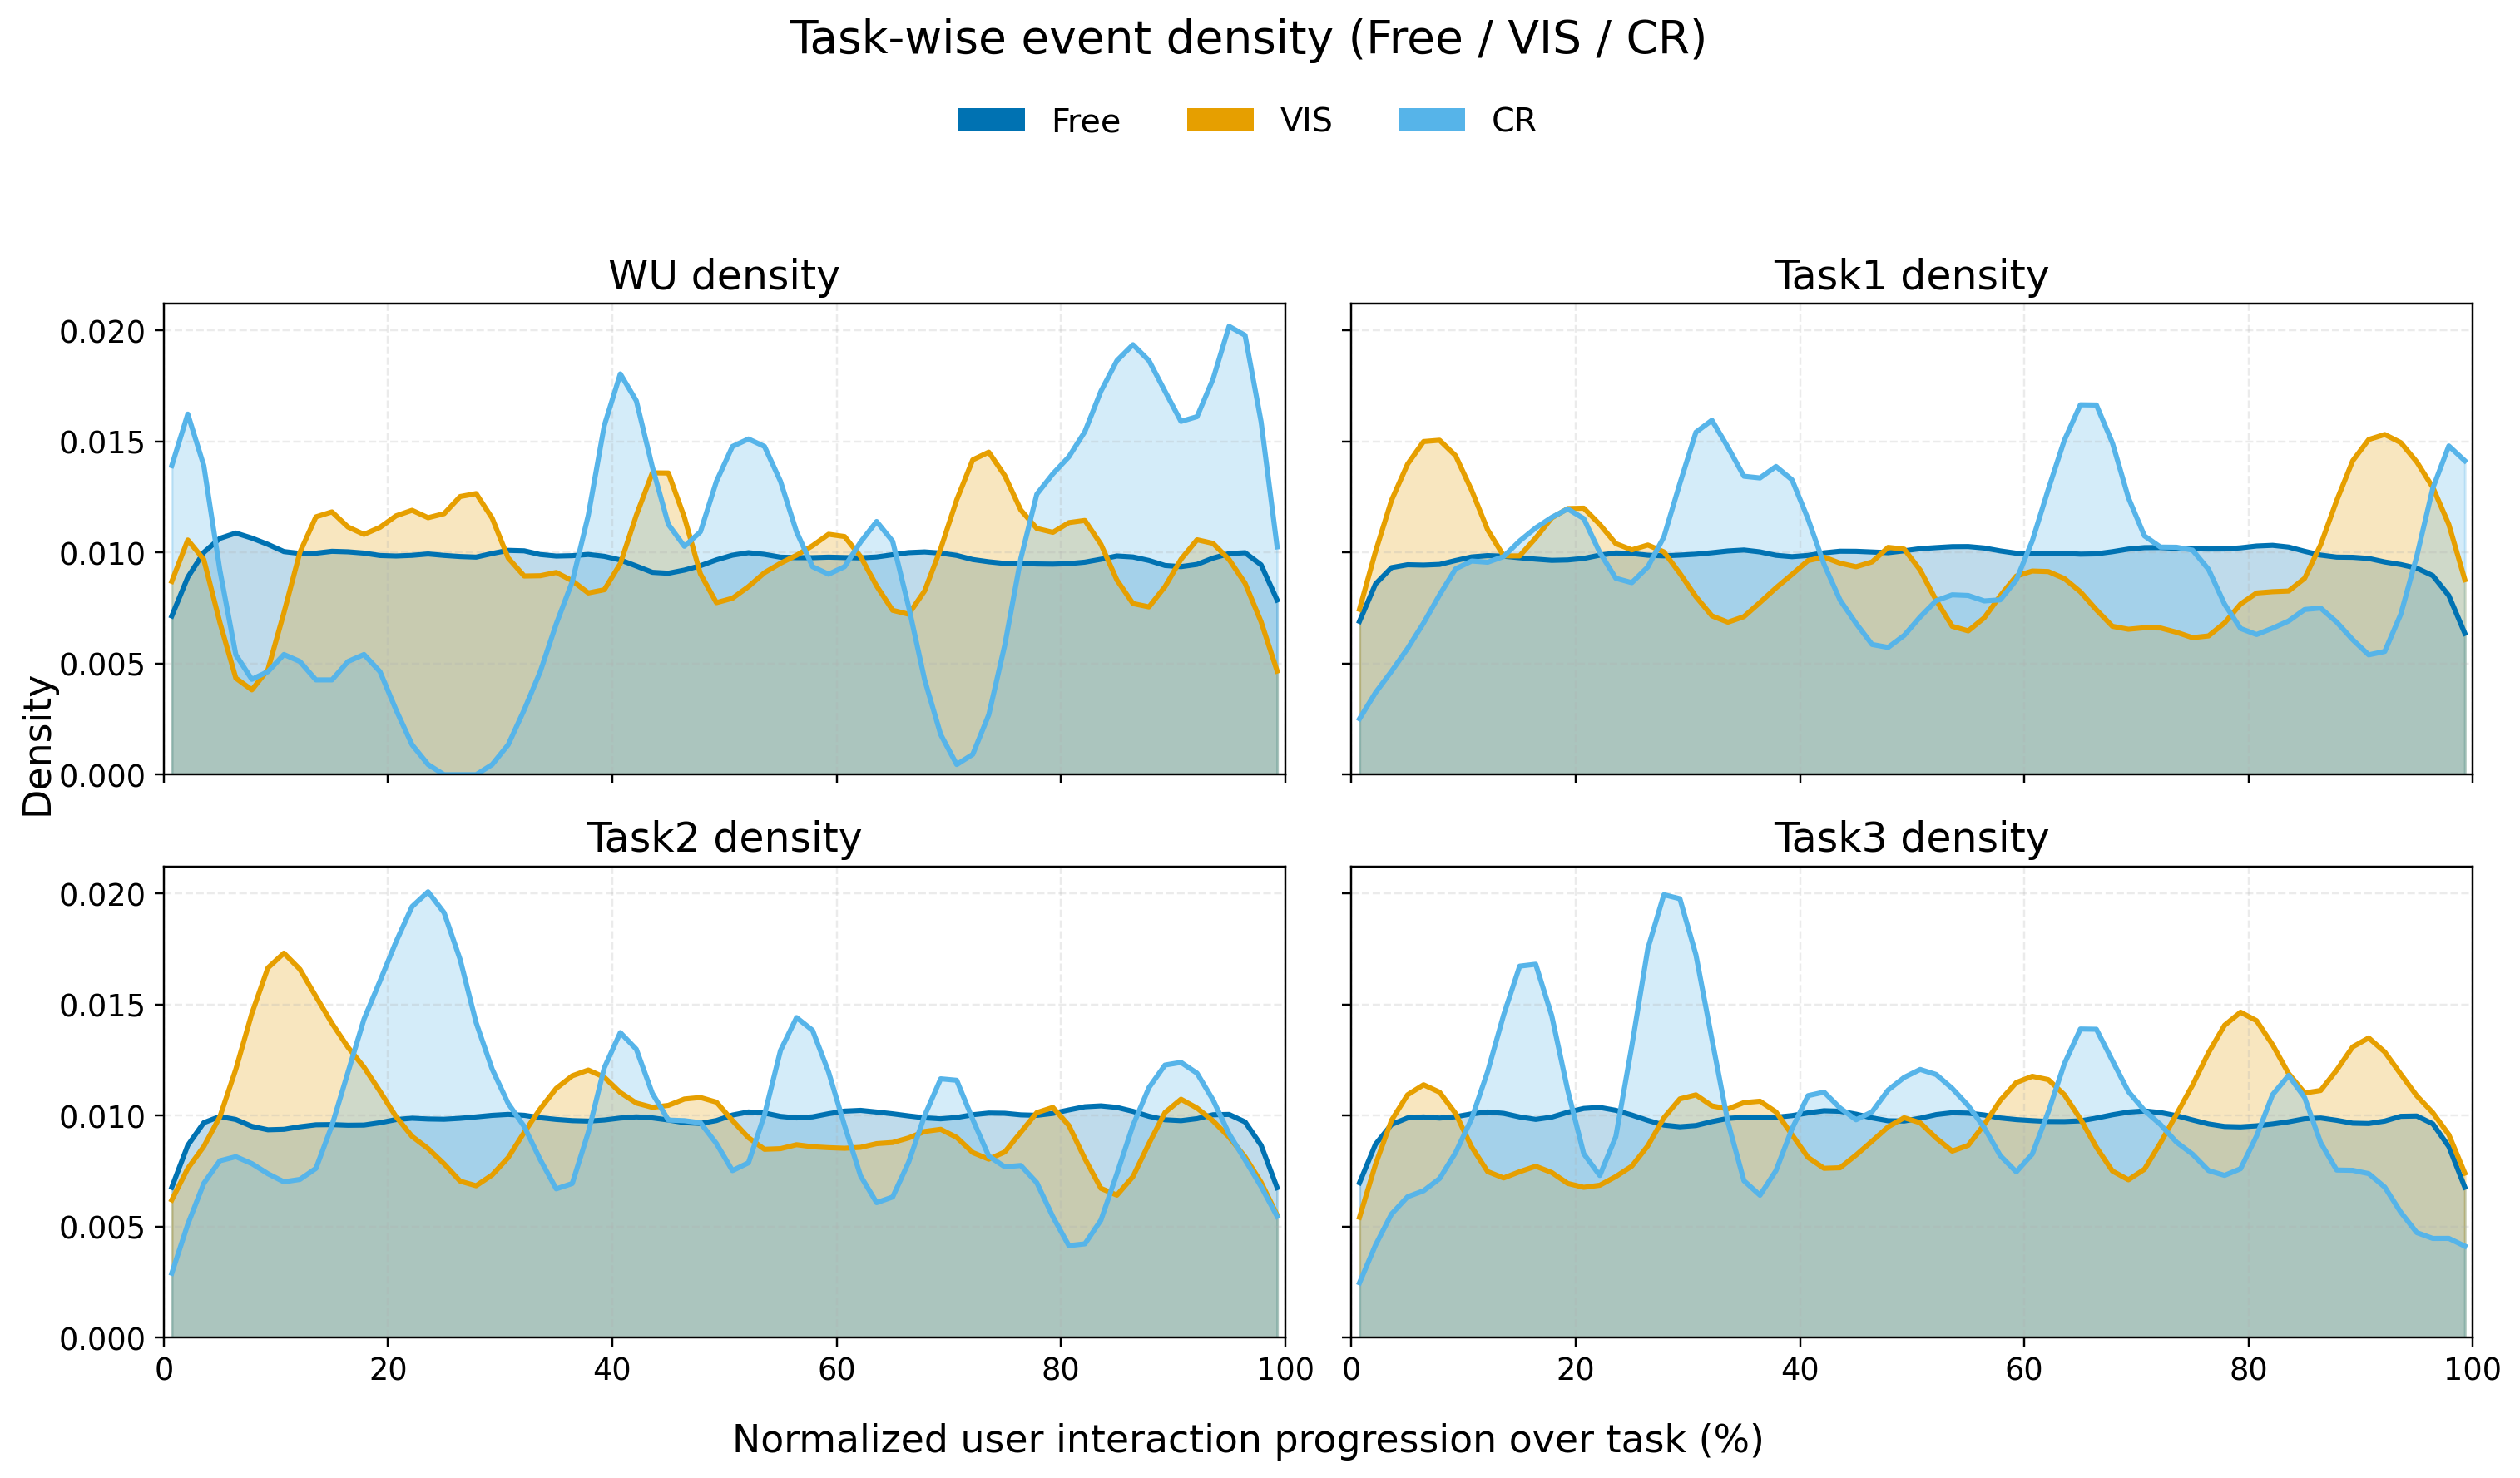 Task-wise event density (Free / VIS / CR)
Free VIS CR
WU density
0.020
0.015
0.010
0.005
0.000
Task1 density
Density
Task2 density
0.020
0.015
0.010
0.005
0.000
0 20 40 60 80 100
Task3 density
0 20 40 60 80 100
Normalized user interaction progression over task (%)